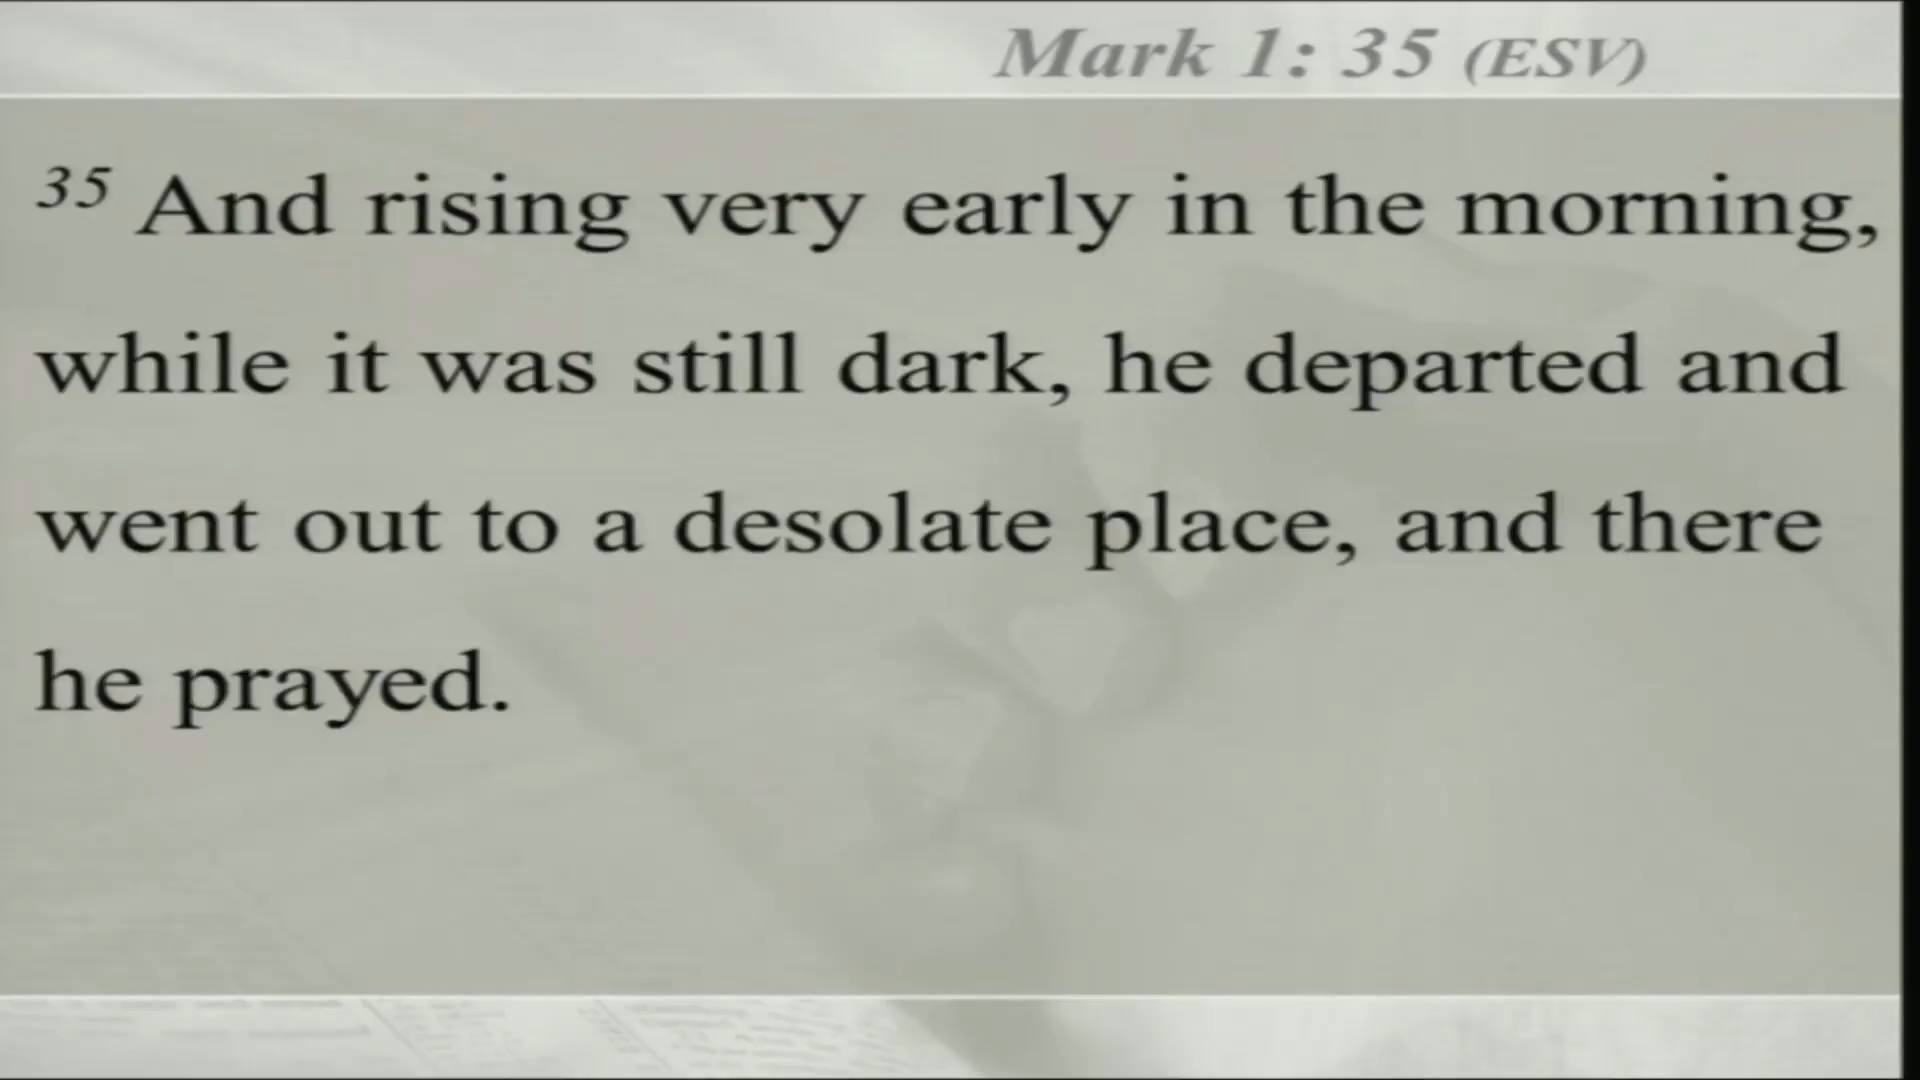 Mark 1: 35 (ESV)
35 And rising very early in the morning,
while it was still dark, he departed and
went out to a desolate place, and there
he prayed.